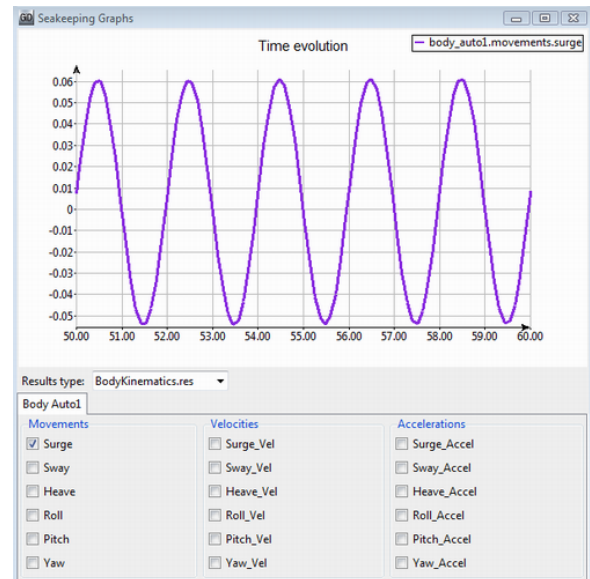 GD Seakeeping Graphs
Time evolution
body_auto1.movements.surge
0.06
0.05
0.04
0.03
0.02
0.01
0
-0.01
-0.02
-0.03
-0.04
-0.05
50.00 51.00 52.00 53.00 54.00 55.00 56.00 57.00 58.00 59.00 60.00
Results type: BodyKinematics.res
Body Auto1
Movements Velocities Accelerations
Surge Surge_Vel Surge_Accel
Sway Sway_Vel Sway_Accel
Heave Heave_Vel Heave_Accel
Roll Roll_Vel Roll_Accel
Pitch Pitch_Vel Pitch_Accel
Yaw Yaw_Vel Yaw_Accel